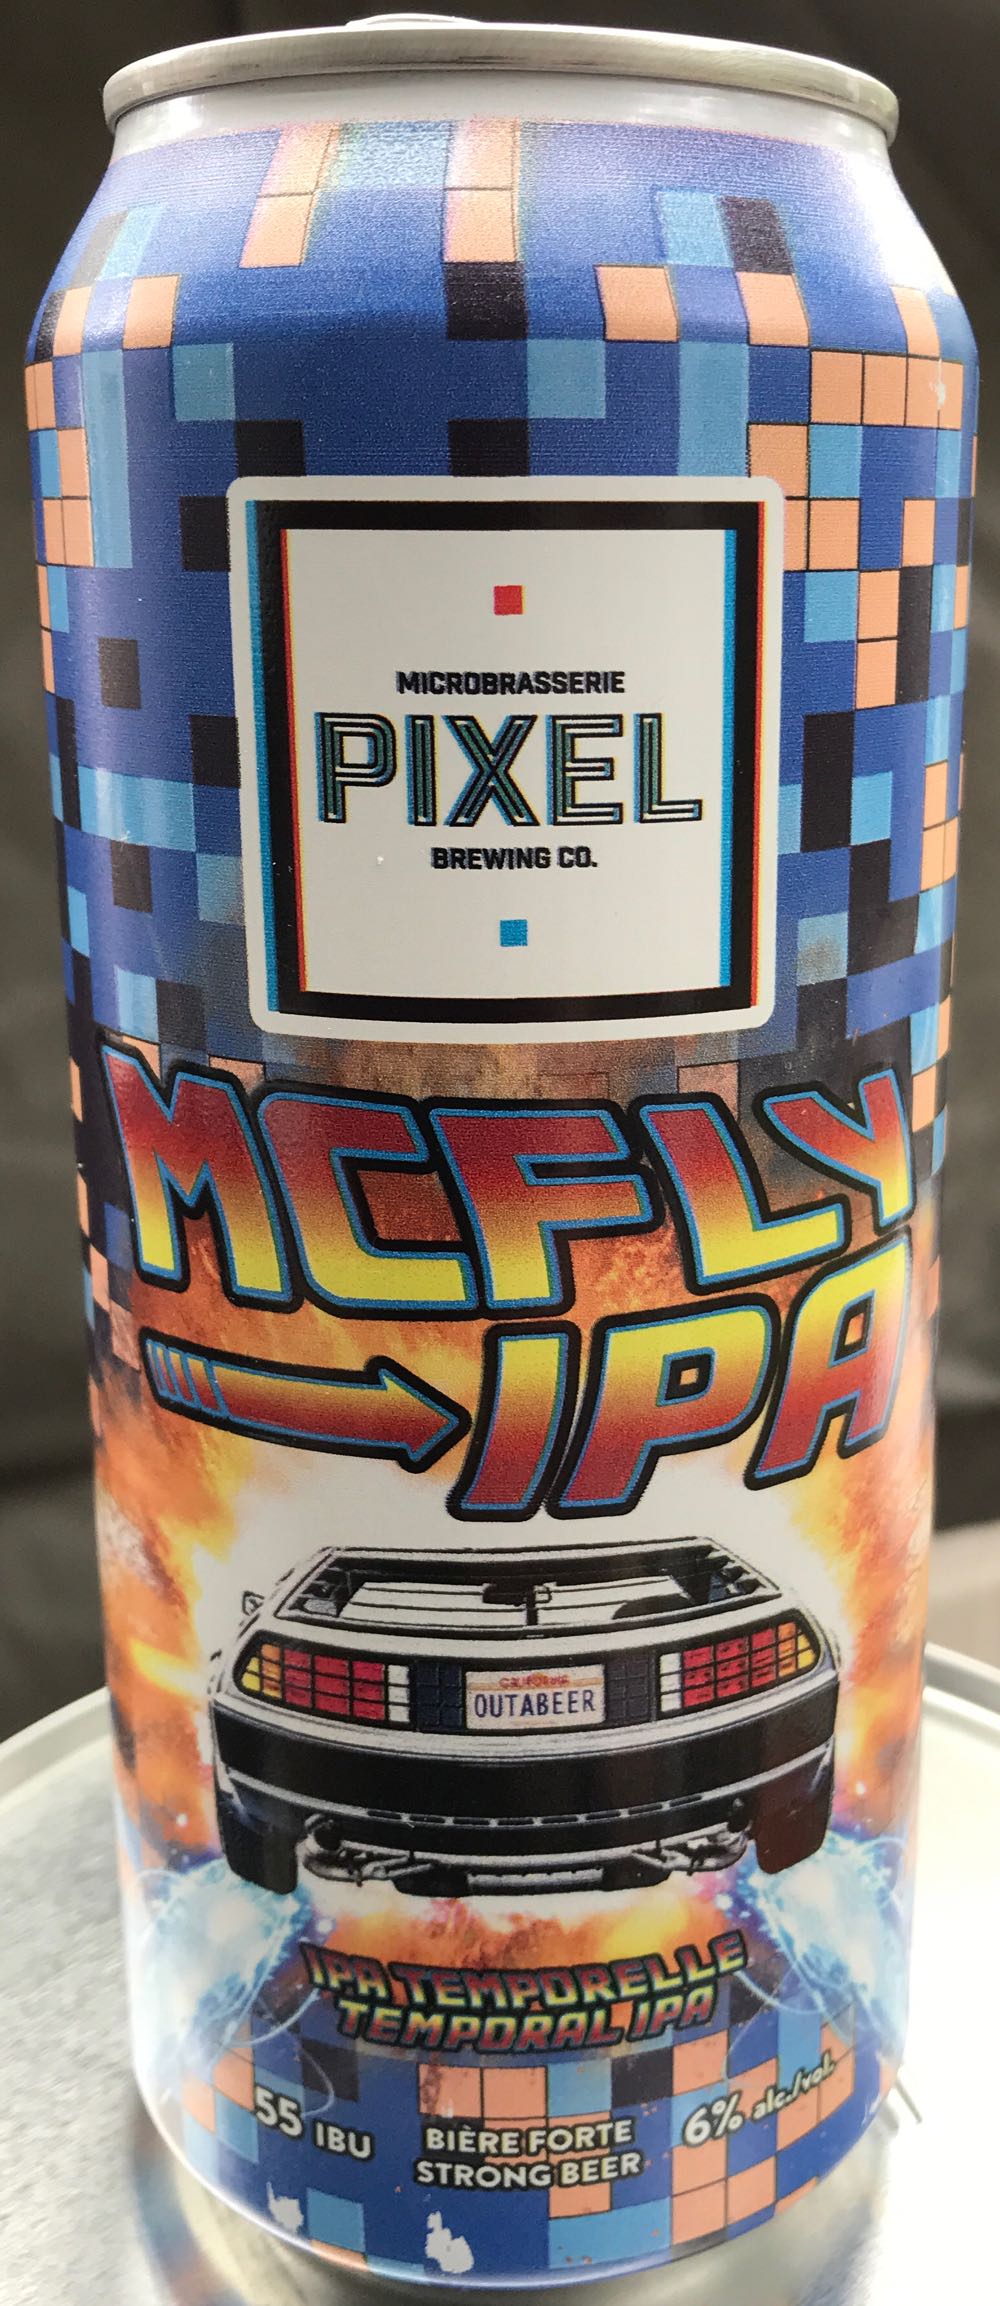 MICROBRASSERIE
PIXEL
BREWING CO.
MCFLY
IPA
CALIFORNIA
OUTABEER
IPA TEMPORELLE
TEMPORAL IPA
55 IBU
BIÈRE FORTE
STRONG BEER
6% alc./vol.